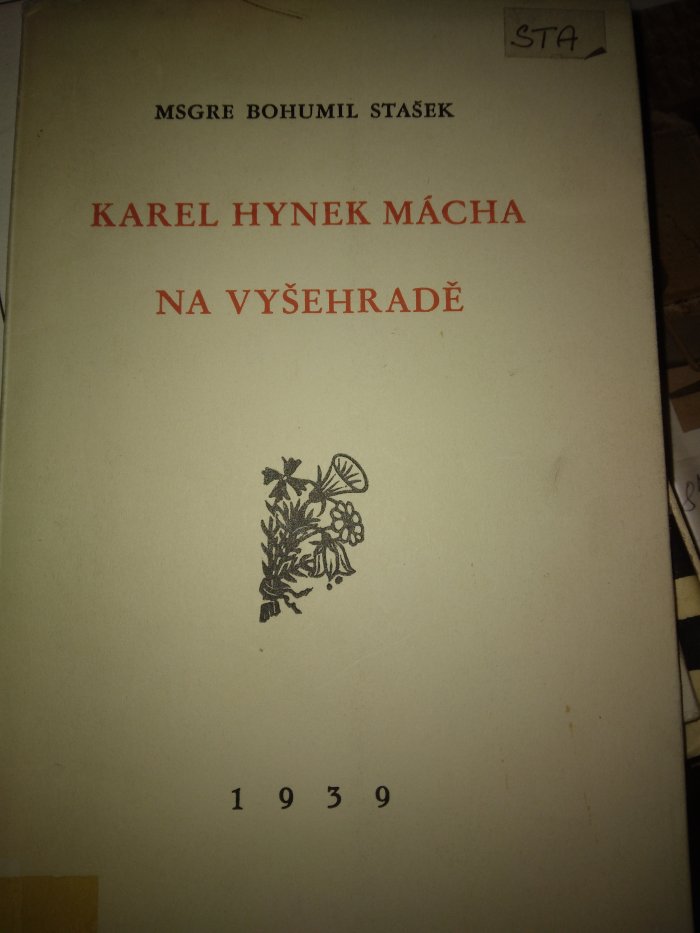 STA
MSGRE BOHUMIL STAŠEK
KAREL HYNEK MÁCHA
NA VYŠEHRADĚ
1939